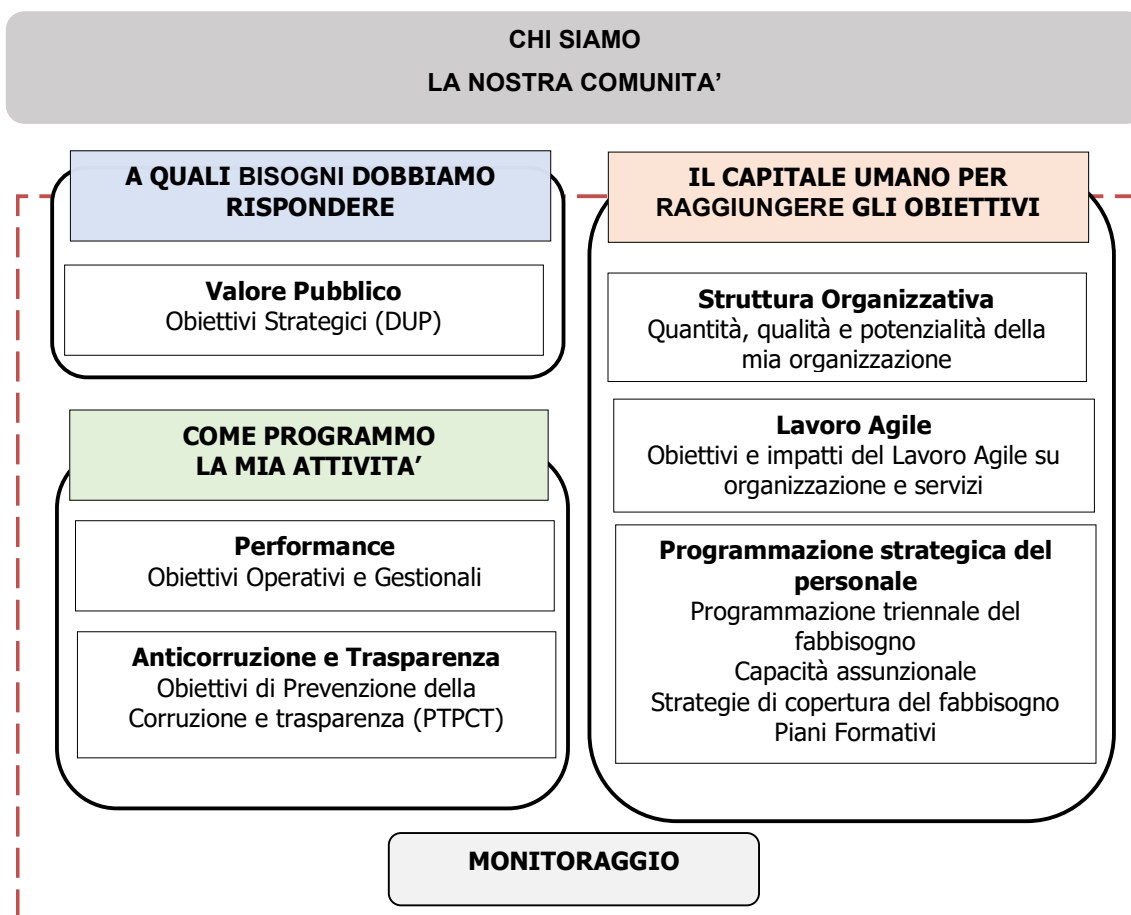 CHI SIAMO
LA NOSTRA COMUNITA’
A QUALI BISOGNI DOBBIAMO
RISPONDERE
Valore Pubblico
Obiettivi Strategici (DUP)
COME PROGRAMMO
LA MIA ATTIVITA’
Performance
Obiettivi Operativi e Gestionali
Anticorruzione e Trasparenza
Obiettivi di Prevenzione della
Corruzione e trasparenza (PTPCT)
IL CAPITALE UMANO PER
RAGGIUNGERE GLI OBIETTIVI
Struttura Organizzativa
Quantità, qualità e potenzialità della
mia organizzazione
Lavoro Agile
Obiettivi e impatti del Lavoro Agile su
organizzazione e servizi
Programmazione strategica del
personale
Programmazione triennale del
fabbisogno
Capacità assunzionale
Strategie di copertura del fabbisogno
Piani Formativi
MONITORAGGIO